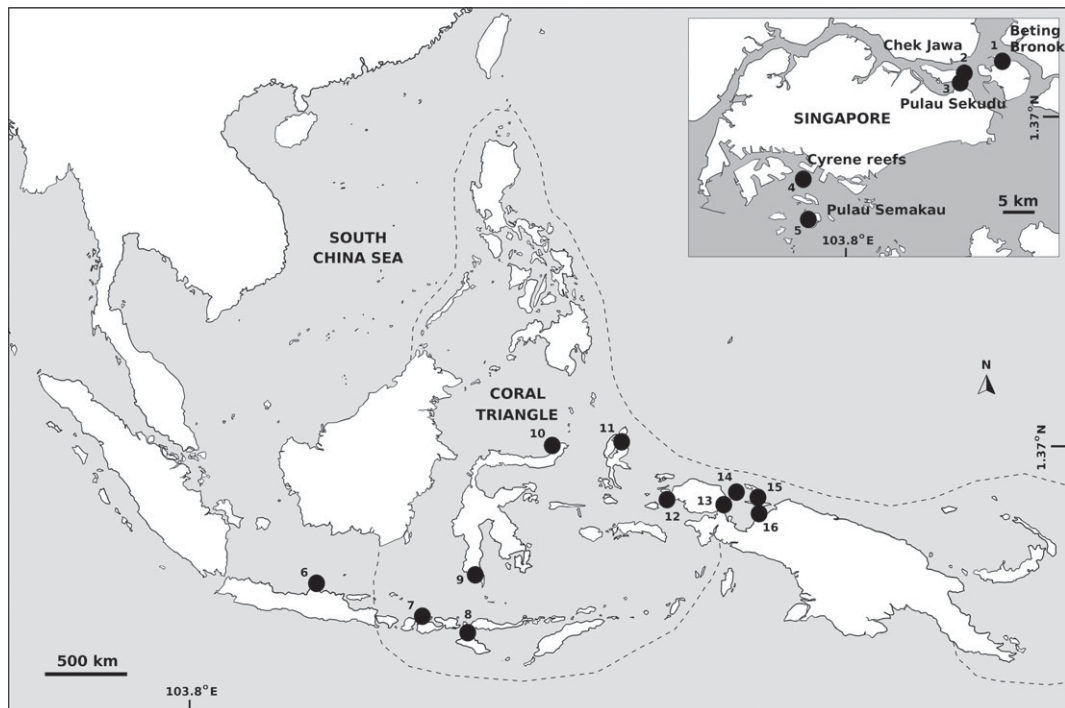 Beting
Bronok
1
Chek Jawa
2
3
Pulau Sekudu
SINGAPORE
1.37°N
Cyrene reefs
4
Pulau Semakau
5
5 km
103.8°E
SOUTH
CHINA SEA
N
CORAL
TRIANGLE
10
11
1.37°N
12
13
14
15
16
6
7
8
9
500 km
103.8°E